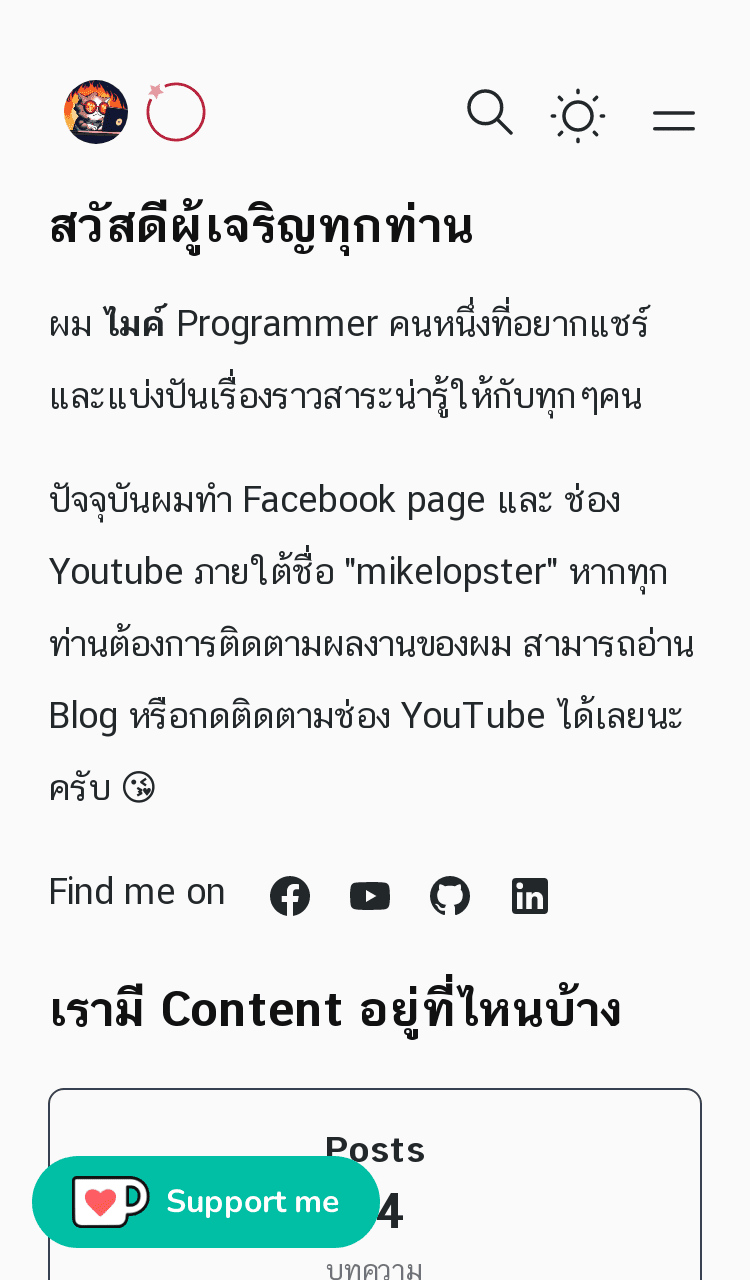 สวัสดีผู้เจริญทุกท่าน
ผม ไมค์ Programmer คนหนึ่งที่อยากแชร์
และแบ่งปันเรื่องราวสาระน่ารู้ให้กับทุกๆคน
ปัจจุบันผมทำ Facebook page และ ช่อง
Youtube ภายใต้ชื่อ "mikelopster" หากทุก
ท่านต้องการติดตามผลงานของผม สามารถอ่าน
Blog หรือกดติดตามช่อง YouTube ได้เลยนะ
ครับ 😘
Find me on
เรามี Content อยู่ที่ไหนบ้าง
Posts
Support me
บทความ